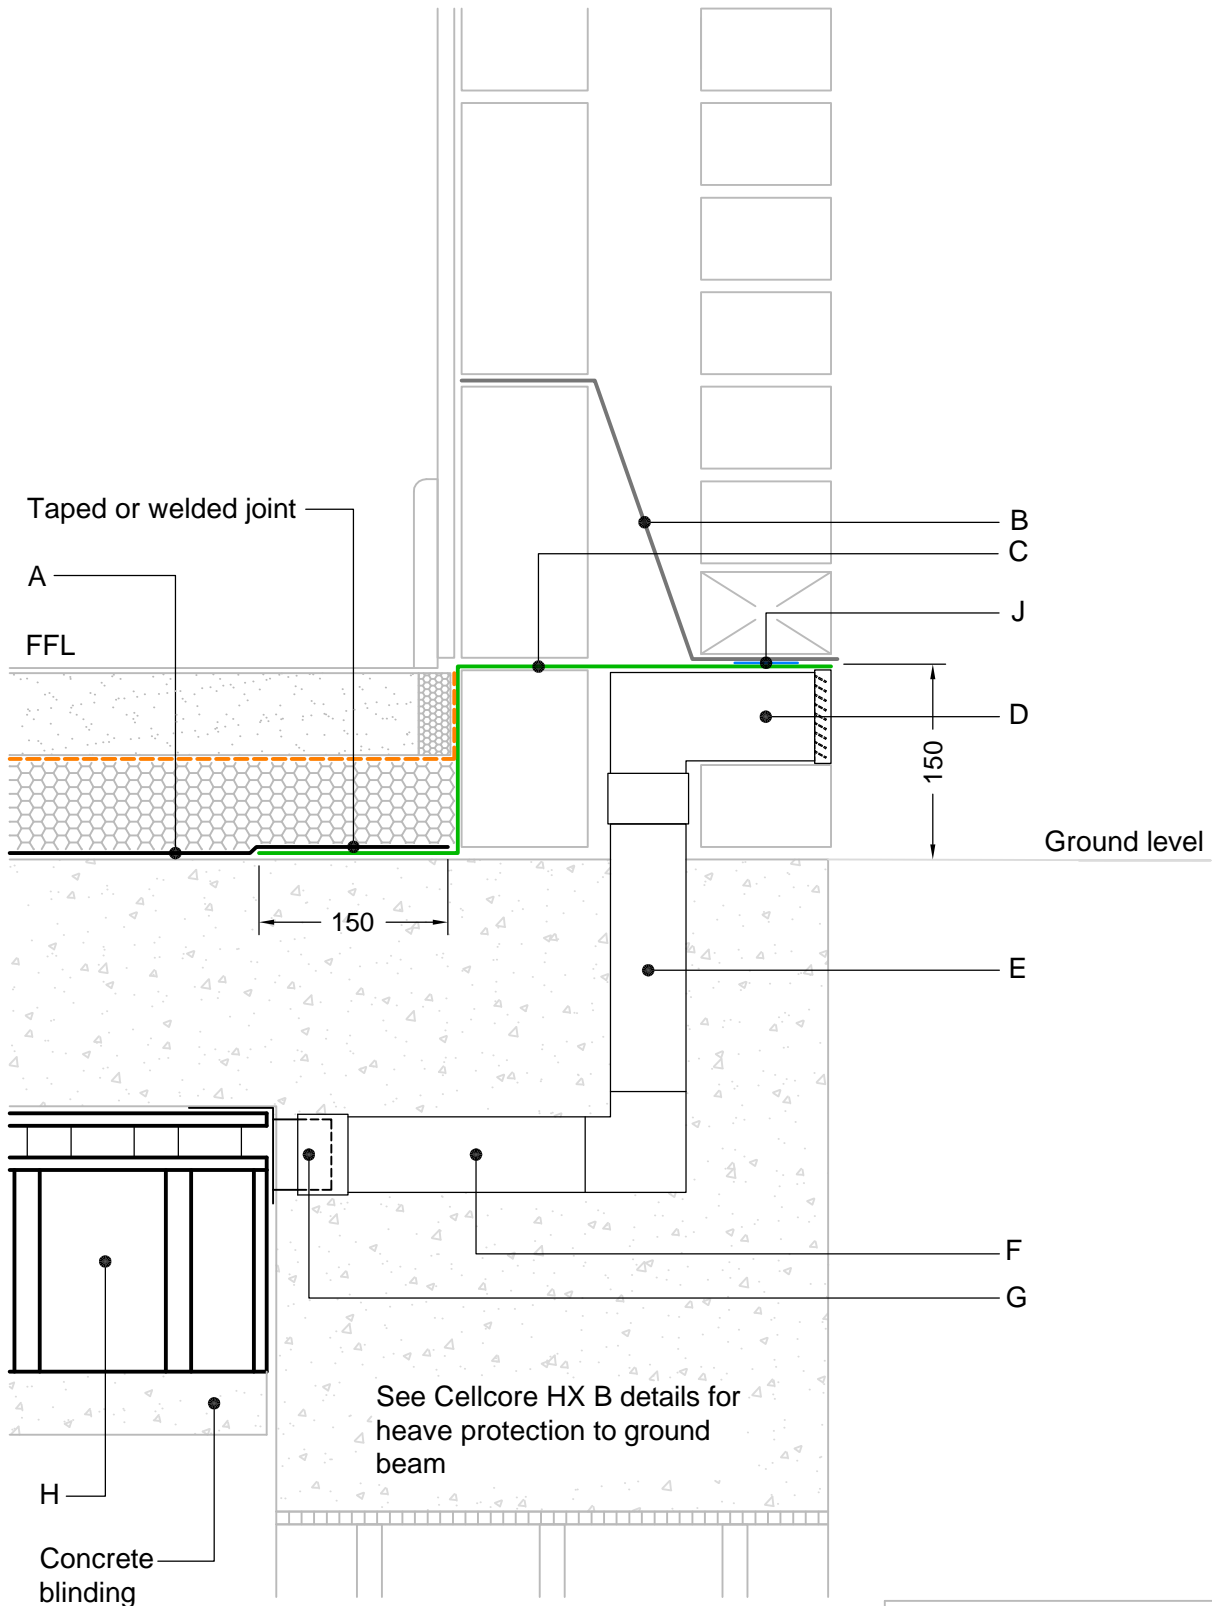 Taped or welded joint
A
FFL
B
C
J
D
150
Ground level
150
E
F
G
See Cellcore HX B details for
heave protection to ground
beam
H
Concrete
blinding